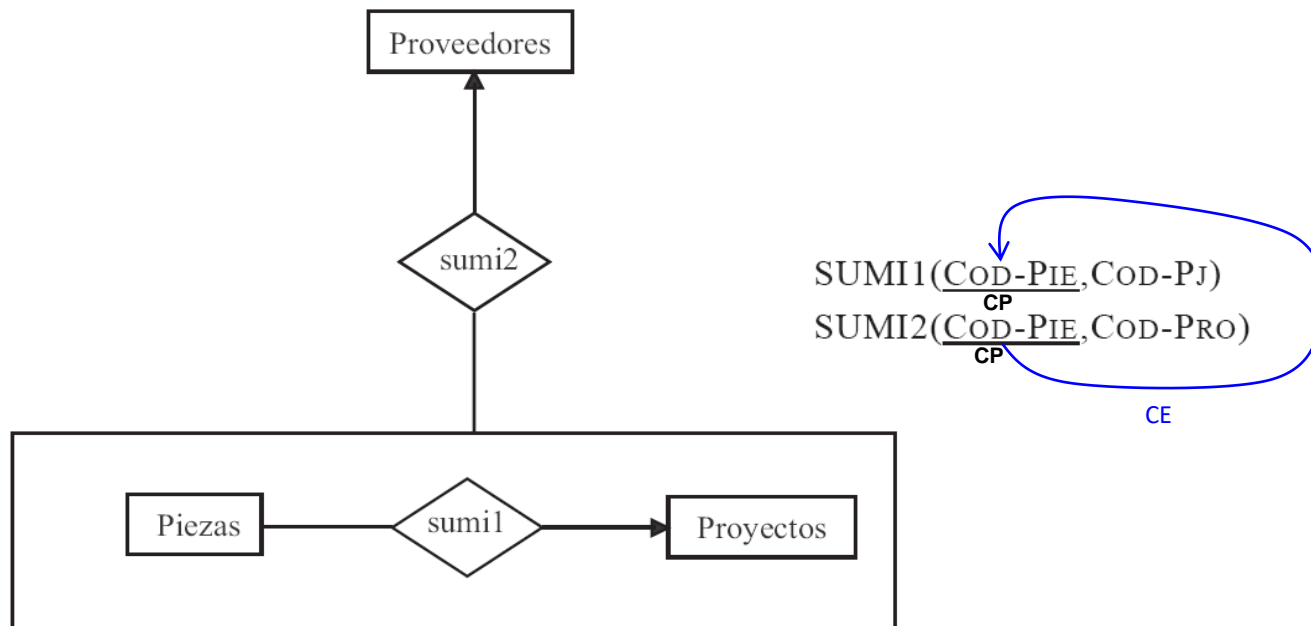 Proveedores
sumi2
SUMI1(COD-PIE,COD-PJ)
CP
SUMI2(COD-PIE,COD-PRO)
CP
CE
Piezas
sumi1
Proyectos